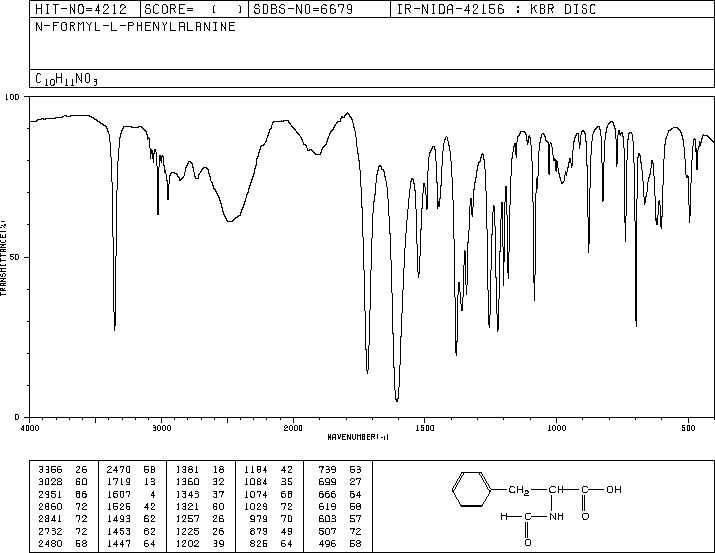 HIT-NO=4212 SCORE= ( ) SDBS-NO=6679 IR-NIDA-42156 : KBR DISC
N-FORMYL-L-PHENYLALANINE
C10H11NO3
100
TRANSMITTANCE(%)
50
0
4000 3000 2000 1500 1000 500
WAVENUMBER(-1)
3356 26 2470 58 1381 18 1184 42 739 53
3028 60 1719 13 1360 32 1084 35 699 27
2951 66 1607 4 1343 37 1074 68 666 64
2860 72 1526 42 1321 60 1029 72 619 58
2841 72 1493 62 1257 26 979 70 603 57
2732 72 1453 62 1225 26 879 49 507 72
2480 58 1447 64 1202 39 826 64 496 58
CH2 CH C OH
H C NH O
O